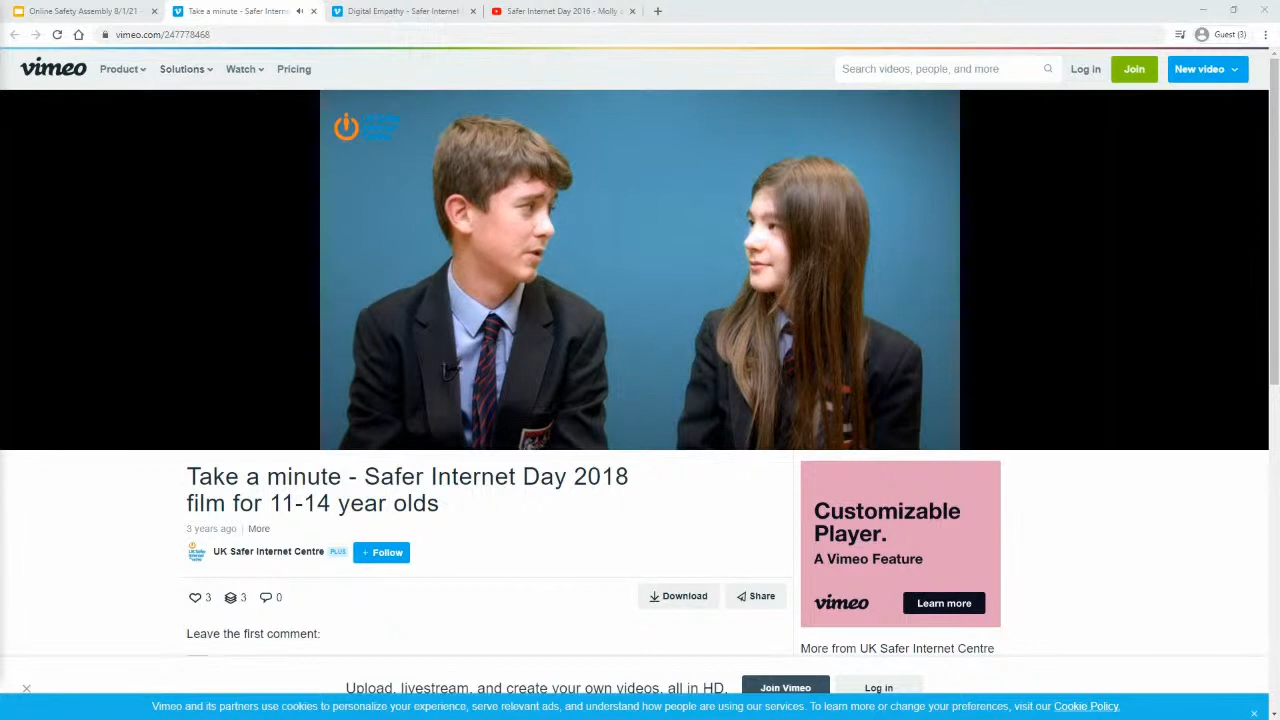 Online Safety Assembly 8/1/21 -
Take a minute - Safer Intern
Digital Empathy - Safer Internet
Safer Internet Day 2016 - Molly
vimeo.com/247778468
Guest (3)
vimeo
Product
Solutions
Watch
Pricing
Search videos, people, and more
Log in
Join
New video
Take a minute - Safer Internet Day 2018
film for 11-14 year olds
3 years ago
More
UK Safer Internet Centre
PLUS
+ Follow
3
3
0
Download
Share
Leave the first comment:
Customizable
Player.
A Vimeo Feature
vimeo
Learn more
More from UK Safer Internet Centre
Upload, livestream, and create your own videos, all in HD.
Join Vimeo
Log in
Vimeo and its partners use cookies to personalize your experience, serve relevant ads, and understand how people are using our services. To learn more or change your preferences, visit our Cookie Policy.